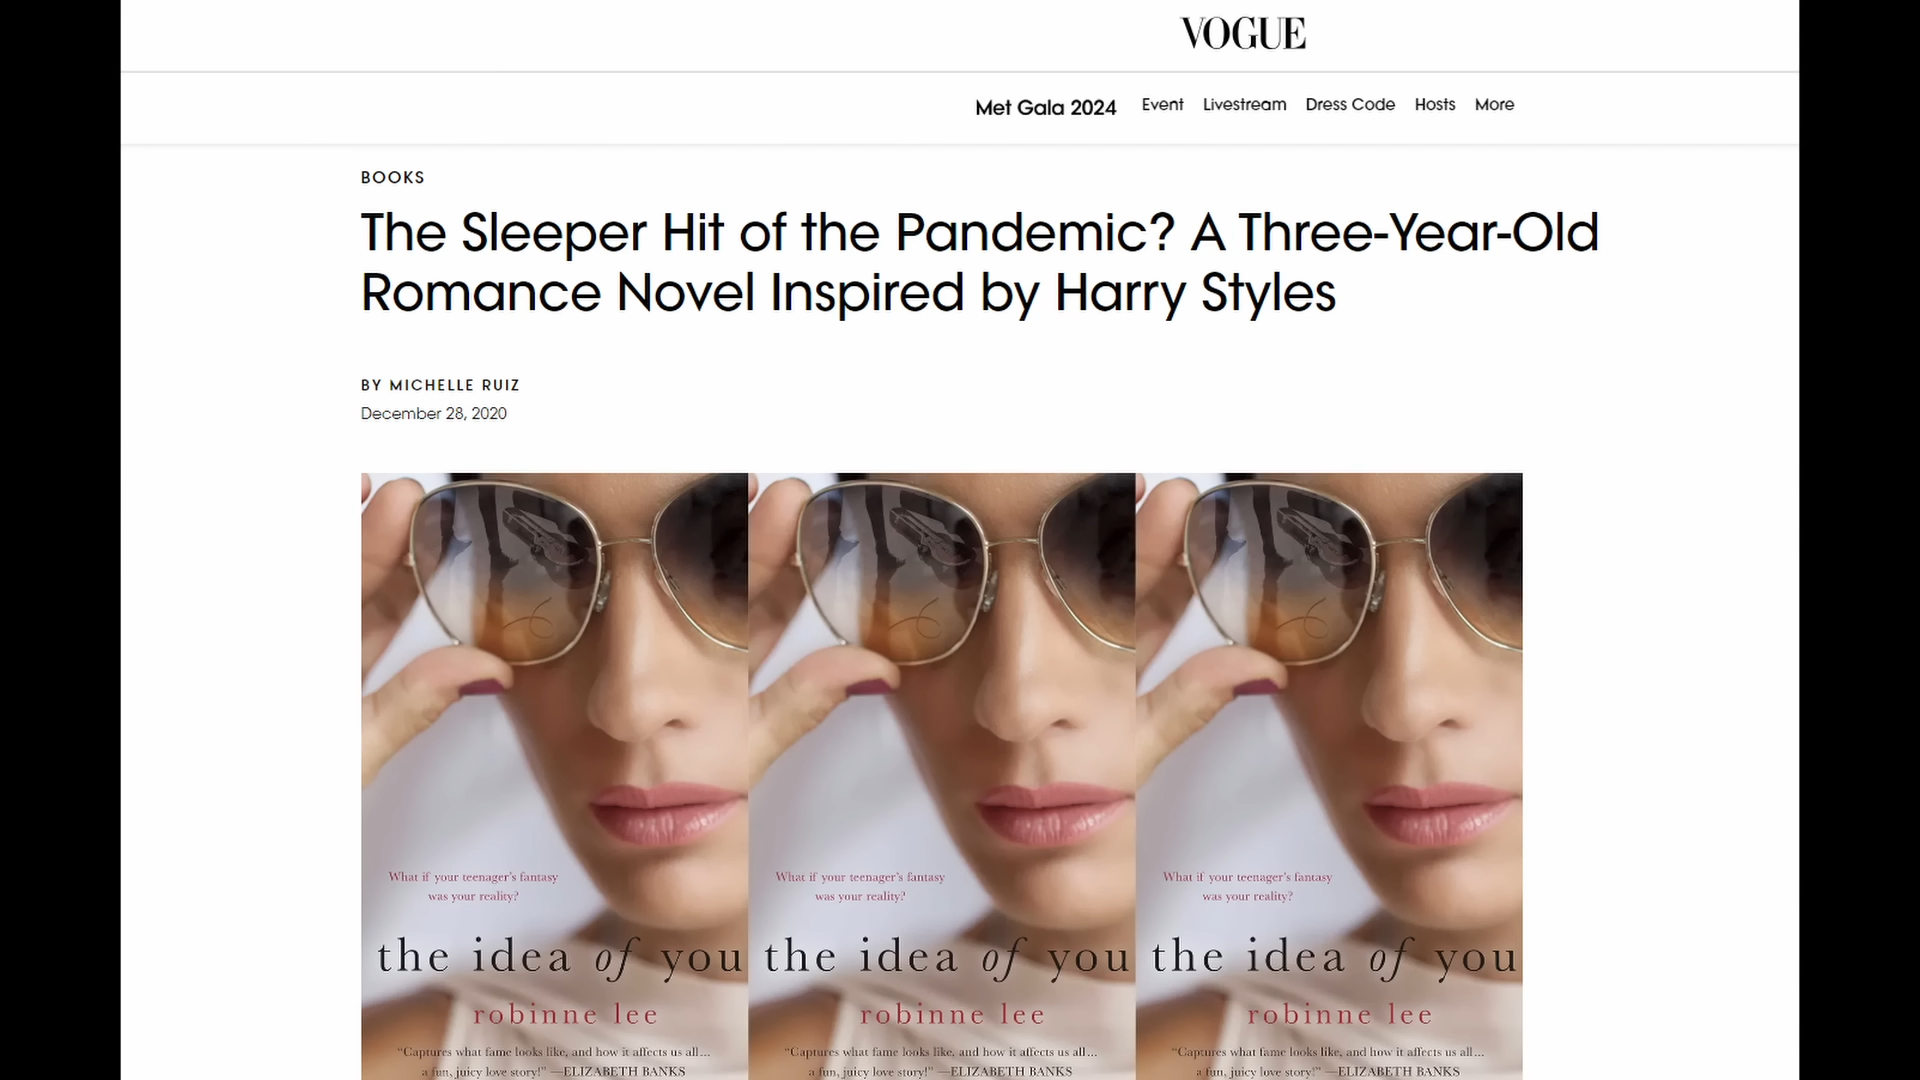 VOGUE
Met Gala 2024 Event Livestream Dress Code Hosts More
BOOKS
The Sleeper Hit of the Pandemic? A Three-Year-Old
Romance Novel Inspired by Harry Styles
BY MICHELLE RUIZ
December 28, 2020
What if your teenager's fantasy
was your reality?
the idea of you
robinne lee
“Captures what fame looks like, and how it affects us all...
a fun, juicy love story!” —ELIZABETH BANKS
What if your teenager's fantasy
was your reality?
the idea of you
robinne lee
“Captures what fame looks like, and how it affects us all...
a fun, juicy love story!” —ELIZABETH BANKS
What if your teenager's fantasy
was your reality?
the idea of you
robinne lee
“Captures what fame looks like, and how it affects us all...
a fun, juicy love story!” —ELIZABETH BANKS